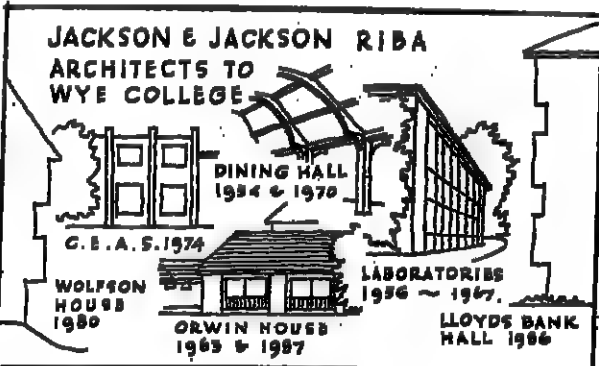 JACKSON & JACKSON RIBA
ARCHITECTS TO
WYE COLLEGE
DINING HALL
1954 & 1970
C.E.A.S. 1974
LABORATORIES
1956 ~ 1967.
WOLFSON
HOUSE
1980
ORWIN HOUSE
1963 & 1987
LLOYDS BANK
HALL 1986